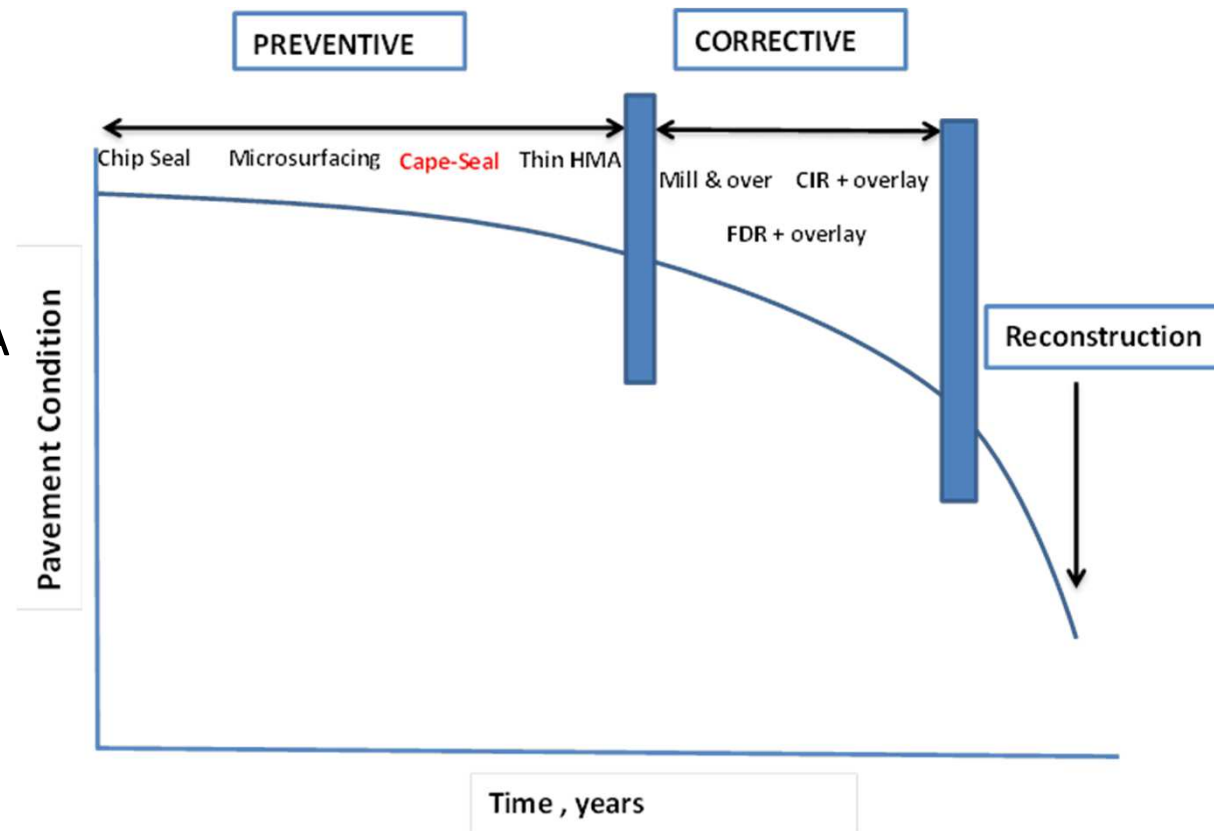 PREVENTIVE
CORRECTIVE
Chip Seal Microsurfacing Cape-Seal Thin HMA
Mill & over CIR + overlay
FDR + overlay
Reconstruction
A
Pavement Condition
Time , years